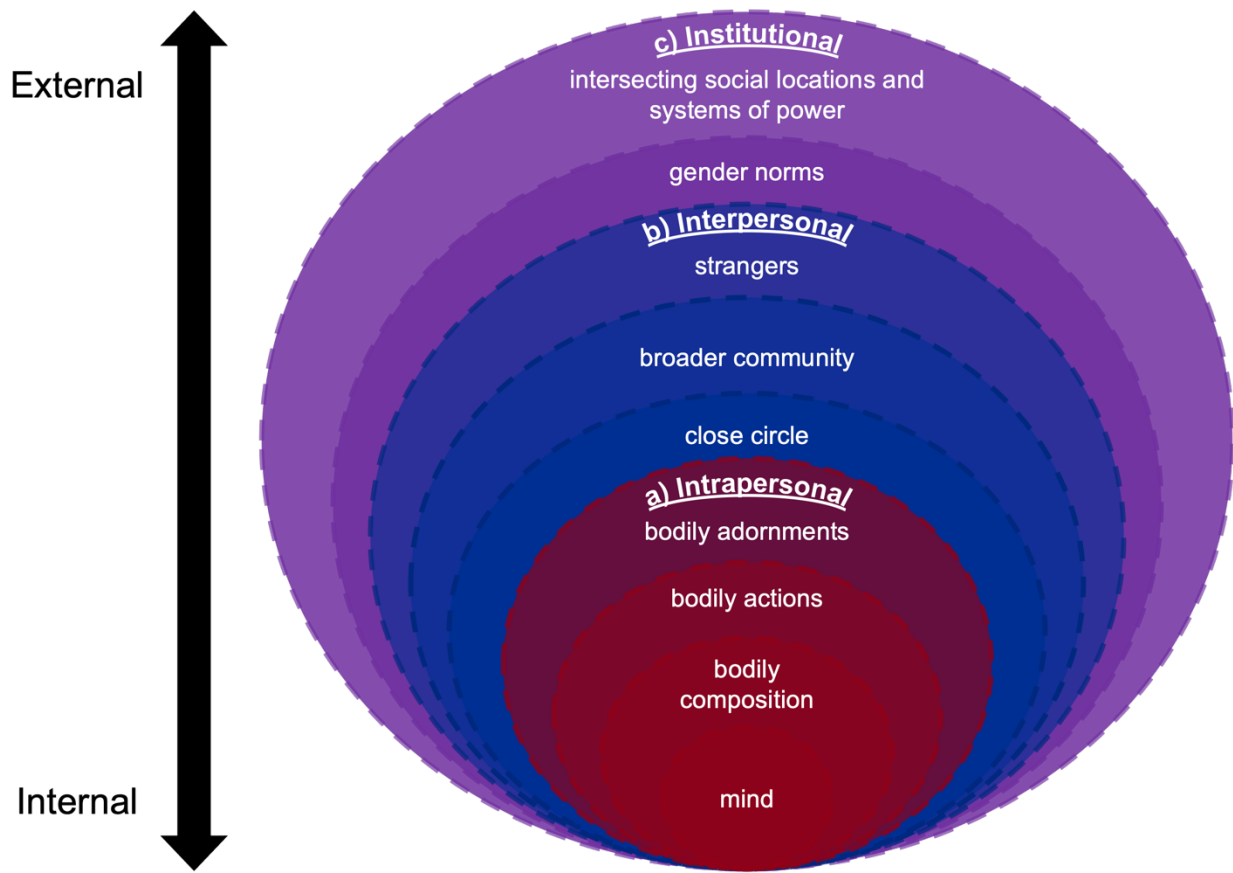 External
c) Institutional
intersecting social locations and
systems of power
gender norms
b) Interpersonal
strangers
broader community
close circle
a) Intrapersonal
bodily adornments
bodily actions
bodily
composition
mind
Internal